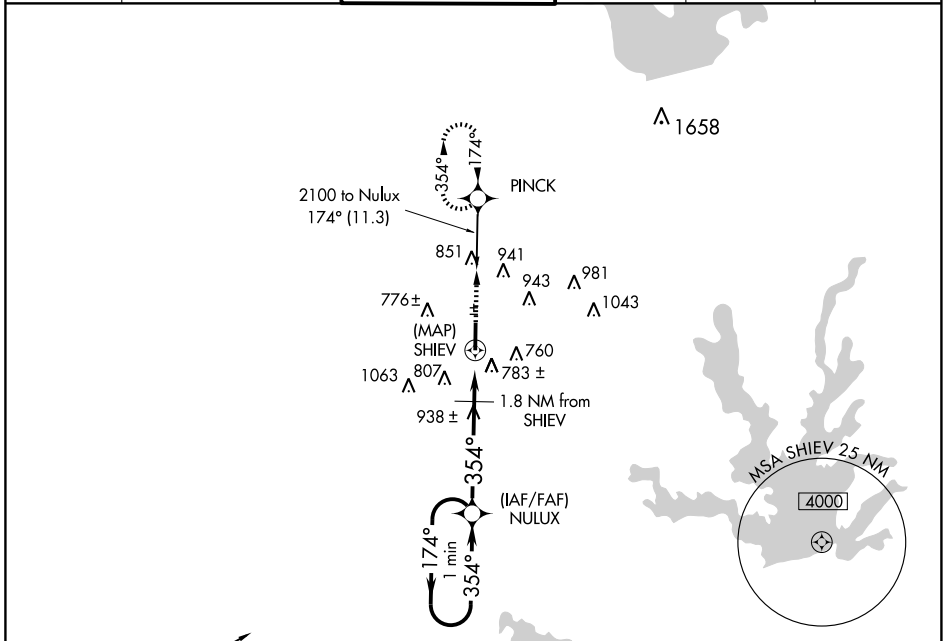 1658
174°
354°
PINCK
2100 to Nulux
174° (11.3)
851
941
981
943
776±
1043
(MAP)
SHIEV
760
1063
807
783 ±
1.8 NM from
SHIEV
938 ±
354°
MSA SHIEV 25 NM
4000
(IAF/FAF)
NULUX
174°
1 min
354°